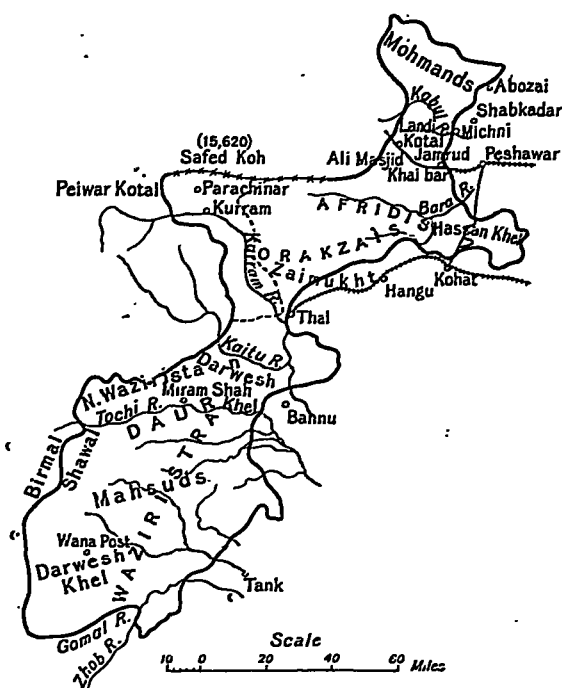 Mohmands
Abozai
Kabul R.
Shabkadar
Landi
Kotal
Michni
(15,620)
Safed Koh
Ali Masjid
Jamrud
Peshawar
Khaibar
Peiwar Kotal
Parachinar
Kurram
AFRIDIS
Bara R.
Hassan Khel
ORAKZAIS
Kurram R.
Zaimukht
Hangu
Kohat
Thal
Kaitu R.
N. Waziristan
Darwesh
Khel
Miram Shah
Tochi R.
DAUR
Bannu
Birmal
Shawal
Mahsuds
WAZIRISTRA
Wana Post
Darwesh
Khel
Tank
Gomal R.
Zhob R.
Scale
10 0 20 40 60 Miles